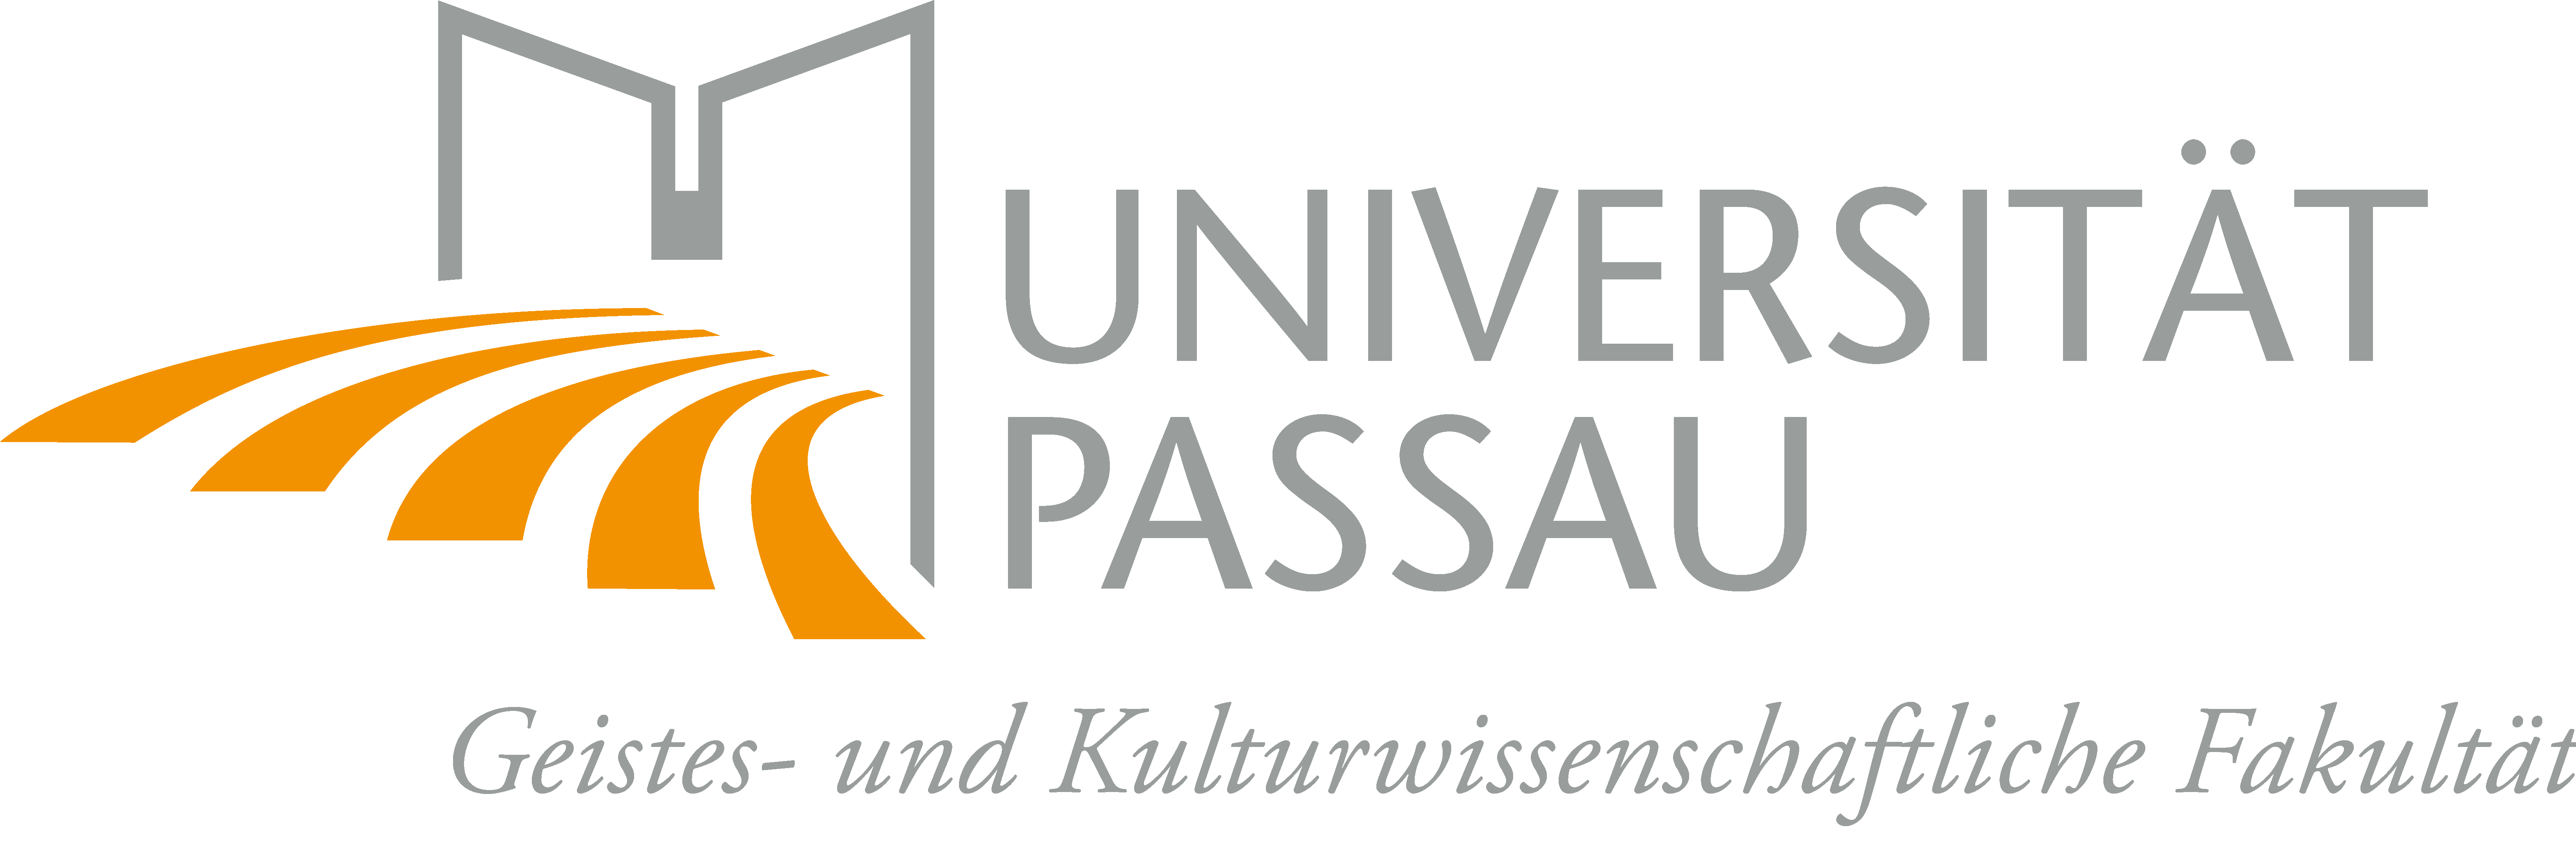 UNIVERSITÄT
PASSAU
Geistes- und Kulturwissenschaftliche Fakultät